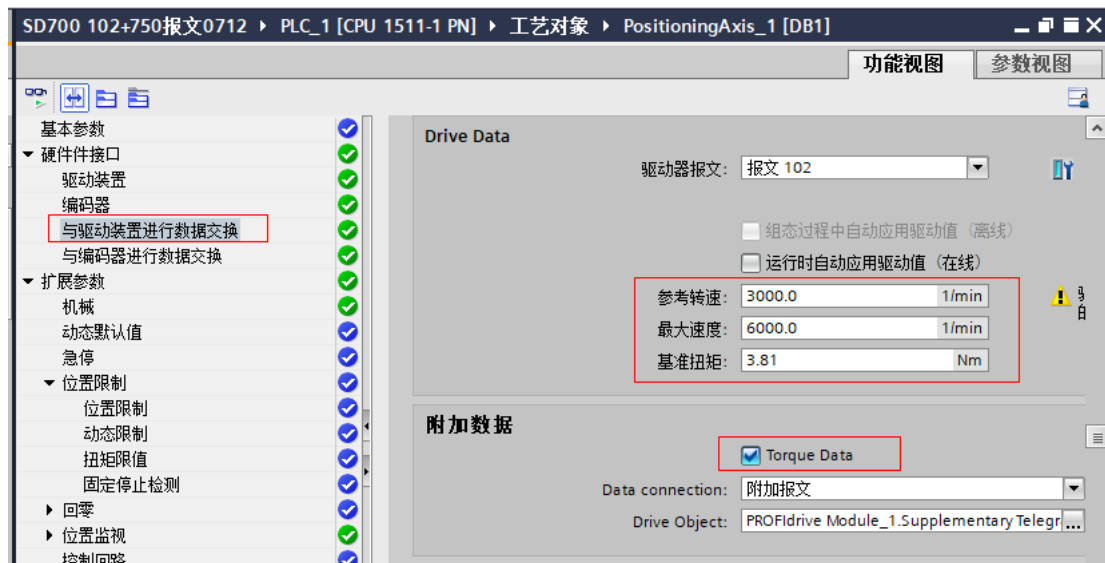 SD700 102+750报文0712 ▸ PLC_1 [CPU 1511-1 PN] ▸ 工艺对象 ▸ PositioningAxis_1 [DB1]
功能视图 参数视图
基本参数
硬件件接口
驱动装置
编码器
与驱动装置进行数据交换
与编码器进行数据交换
扩展参数
机械
动态默认值
急停
位置限制
位置限制
动态限制
扭矩限值
固定停止检测
回零
位置监视
控制回路
Drive Data
驱动器报文: 报文 102
组态过程中自动应用驱动值（离线）
运行时自动应用驱动值（在线）
参考转速: 3000.0 1/min
最大速度: 6000.0 1/min
基准扭矩: 3.81 Nm
附加数据
Torque Data
Data connection: 附加报文
Drive Object: PROFIdrive Module_1.Supplementary Telegr ...